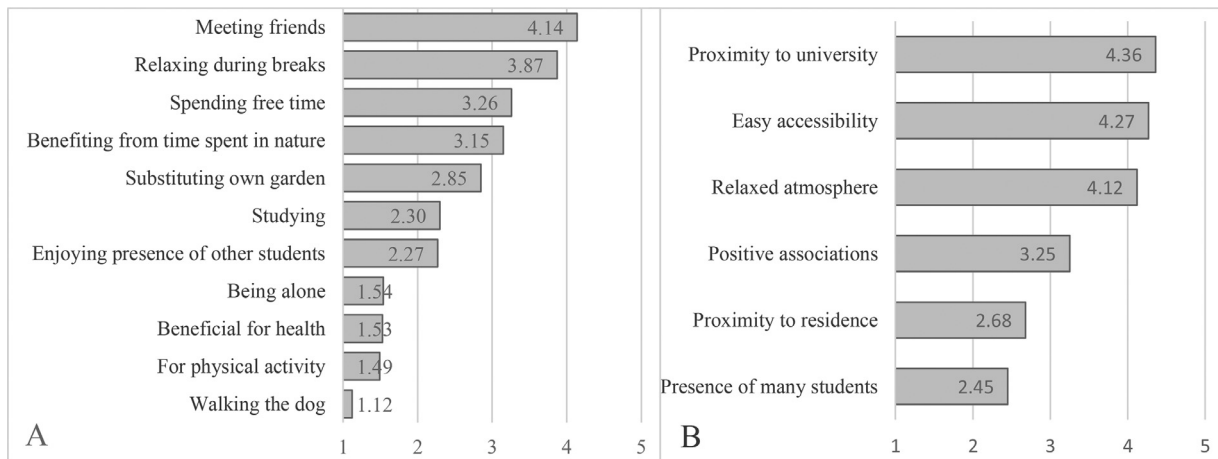 Meeting friends 4.14
Relaxing during breaks 3.87
Spending free time 3.26
Benefiting from time spent in nature 3.15
Substituting own garden 2.85
Studying 2.30
Enjoying presence of other students 2.27
Being alone 1.54
Beneficial for health 1.53
For physical activity 1.49
Walking the dog 1.12
A
1 2 3 4 5
Proximity to university 4.36
Easy accessibility 4.27
Relaxed atmosphere 4.12
Positive associations 3.25
Proximity to residence 2.68
Presence of many students 2.45
B
1 2 3 4 5